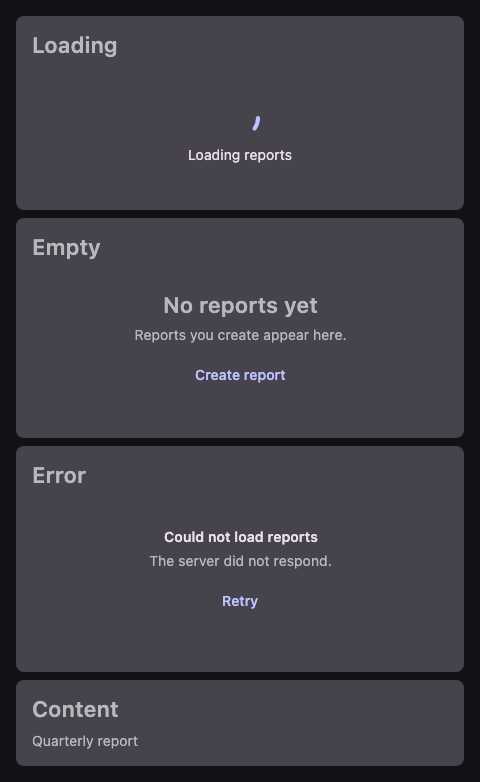 Loading
Loading reports
Empty
No reports yet
Reports you create appear here.
Create report
Error
Could not load reports
The server did not respond.
Retry
Content
Quarterly report